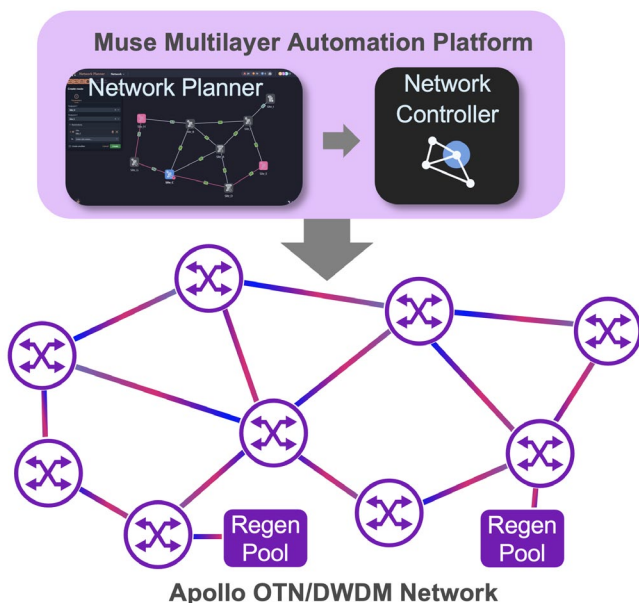 Muse Multilayer Automation Platform
Network Planner
Network
Controller
Regen
Pool
Regen
Pool
Apollo OTN/DWDM Network